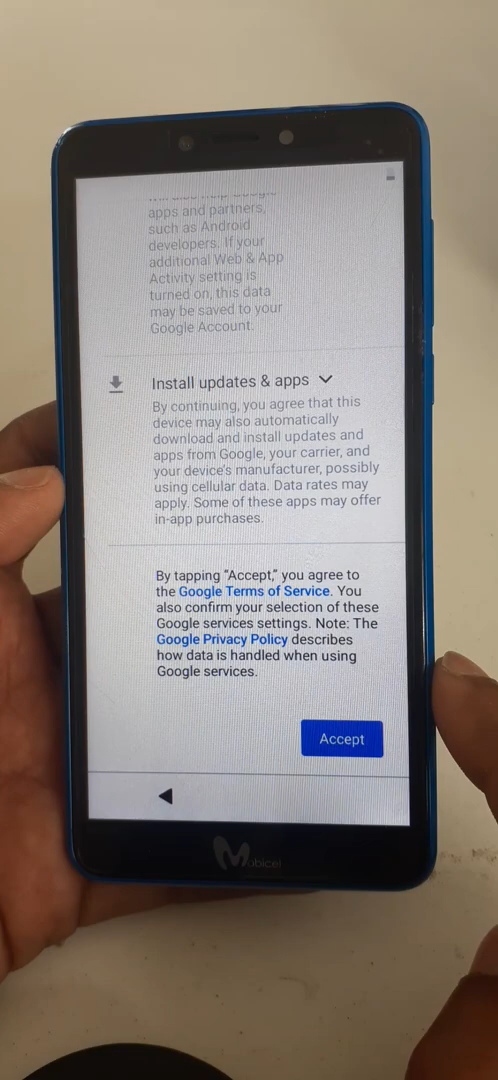 apps and partners,
such as Android
developers. If your
additional Web & App
Activity setting is
turned on, this data
may be saved to your
Google Account.
Install updates & apps
By continuing, you agree that this
device may also automatically
download and install updates and
apps from Google, your carrier, and
your device's manufacturer, possibly
using cellular data. Data rates may
apply. Some of these apps may offer
in-app purchases.
By tapping “Accept,” you agree to
the Google Terms of Service. You
also confirm your selection of these
Google services settings. Note: The
Google Privacy Policy describes
how data is handled when using
Google services.
Accept
Mobicel